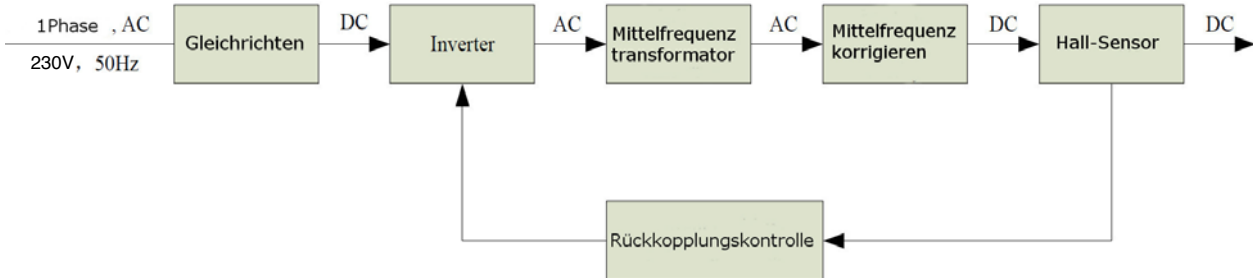 1Phase , AC
230V, 50Hz
Gleichrichten
DC
Inverter
AC
Mittelfrequenz
transformator
AC
Mittelfrequenz
korrigieren
DC
Hall-Sensor
DC
Rückkopplungskontrolle